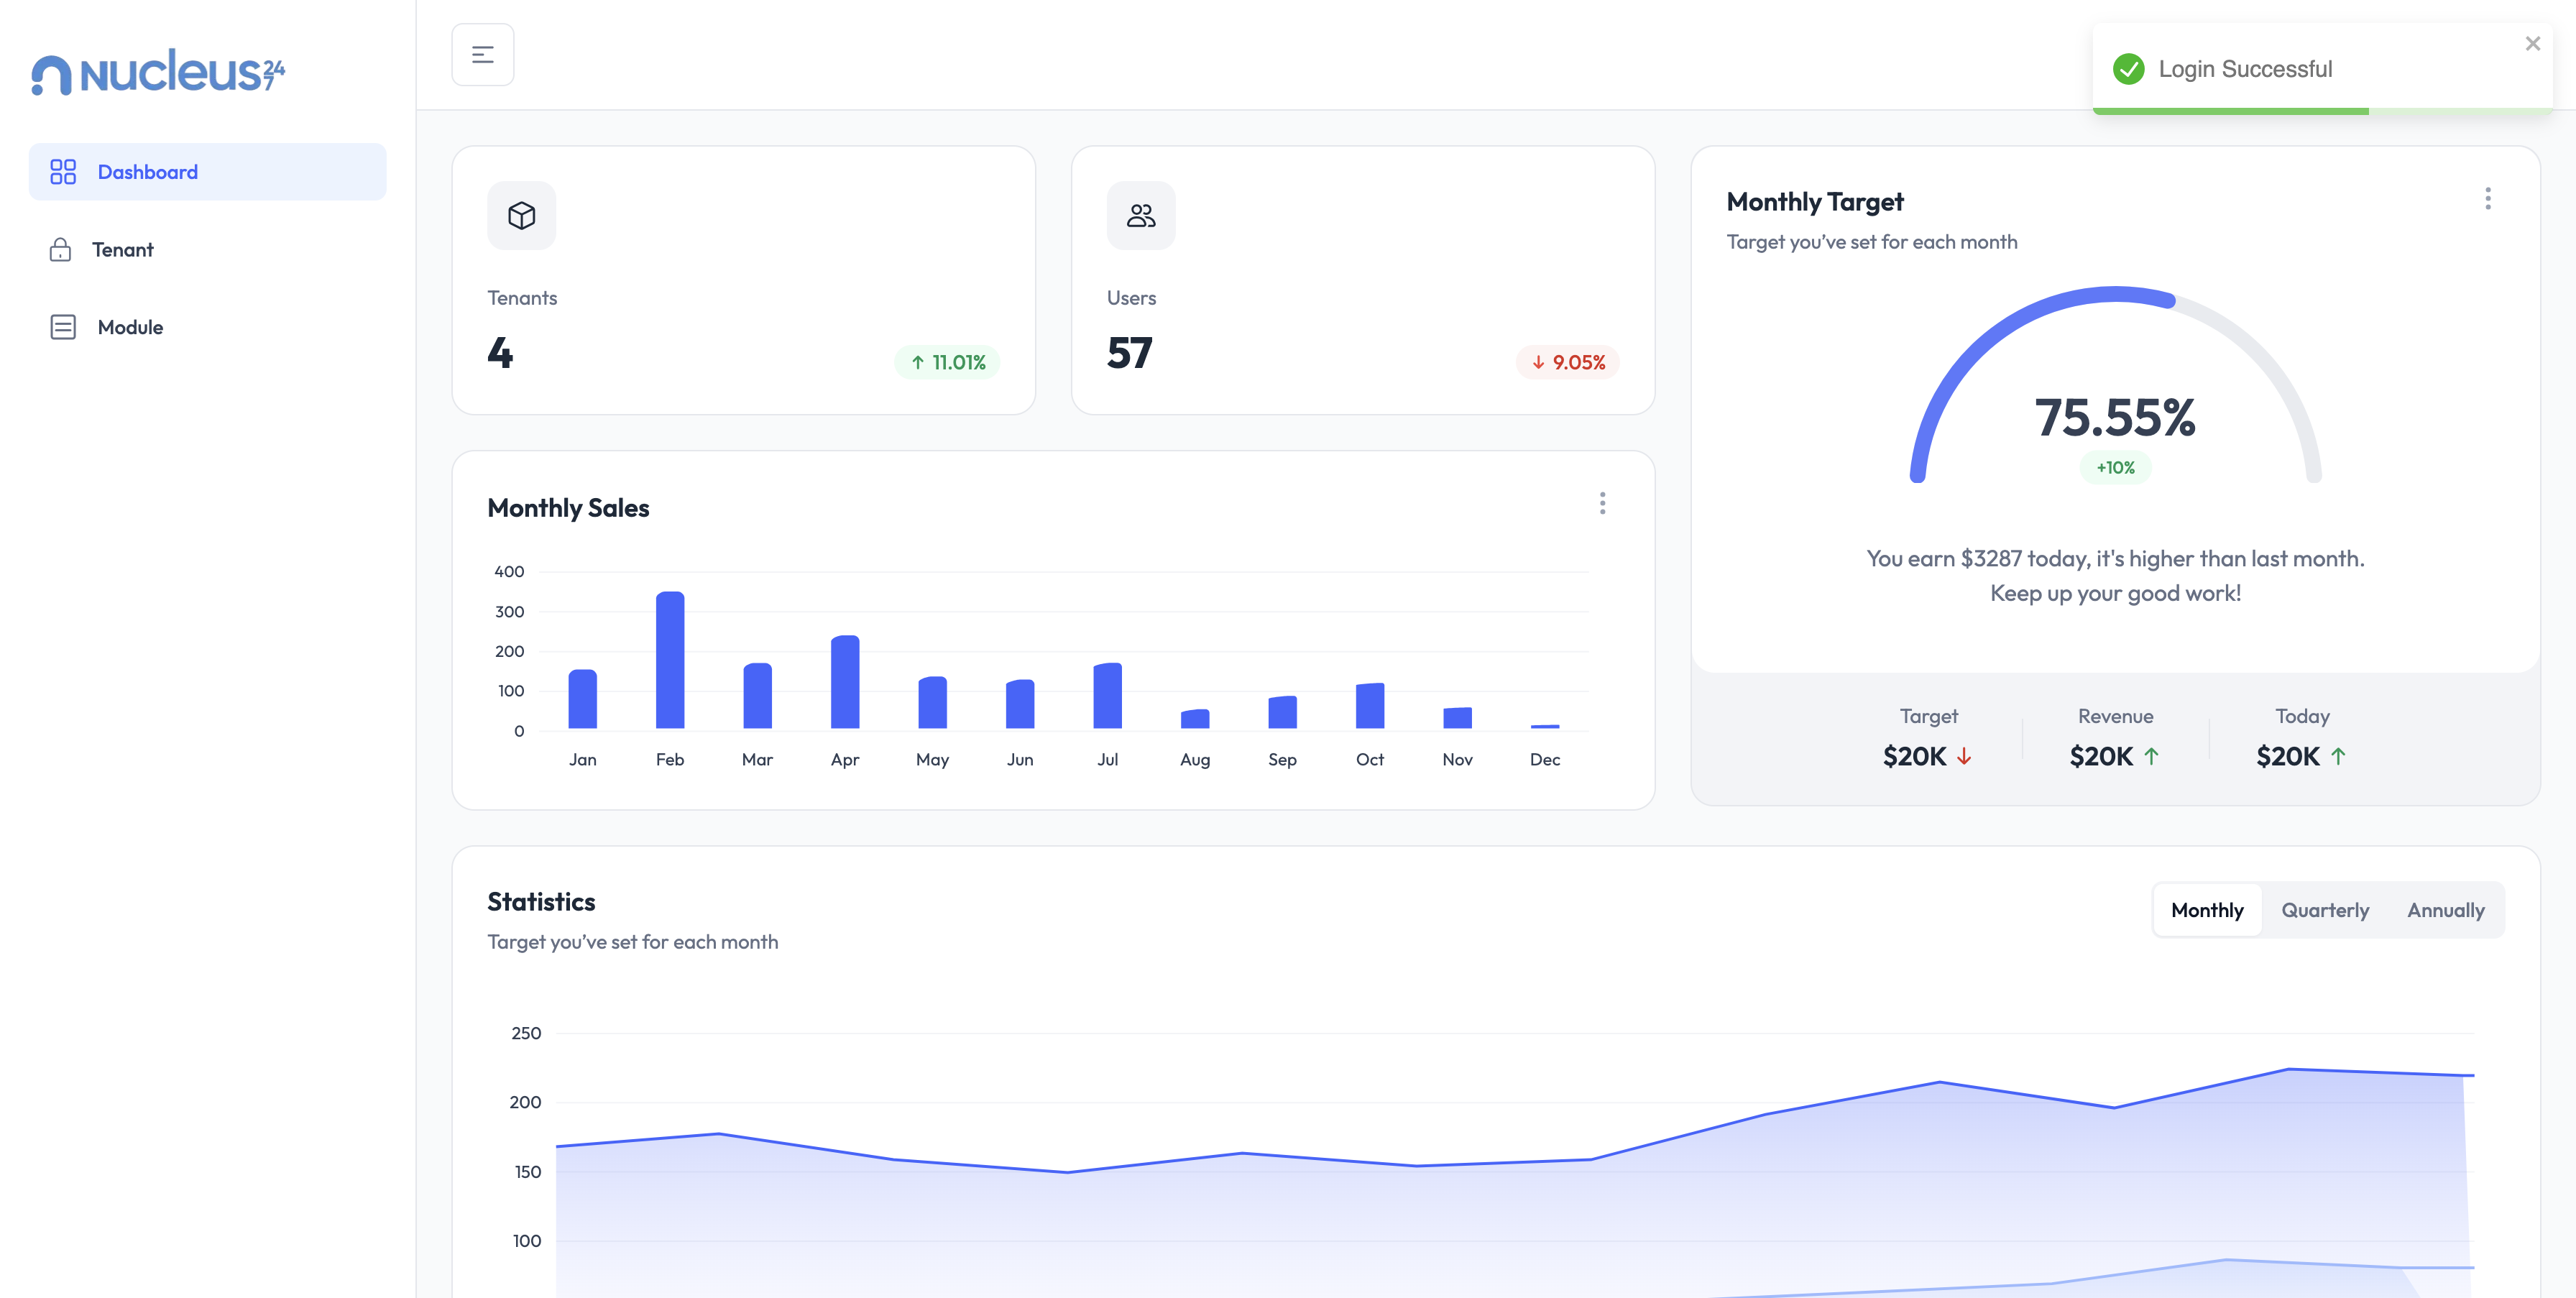 nucleus 24 7
Login Successful
Dashboard
Tenant
Module
Tenants
4
11.01%
Users
57
9.05%
Monthly Target
Target you’ve set for each month
75.55%
+10%
You earn $3287 today, it's higher than last month.
Keep up your good work!
Target
$20K
Revenue
$20K
Today
$20K
Monthly Sales
400
300
200
100
0
Jan Feb Mar Apr May Jun Jul Aug Sep Oct Nov Dec
Statistics
Target you’ve set for each month
Monthly Quarterly Annually
250
200
150
100